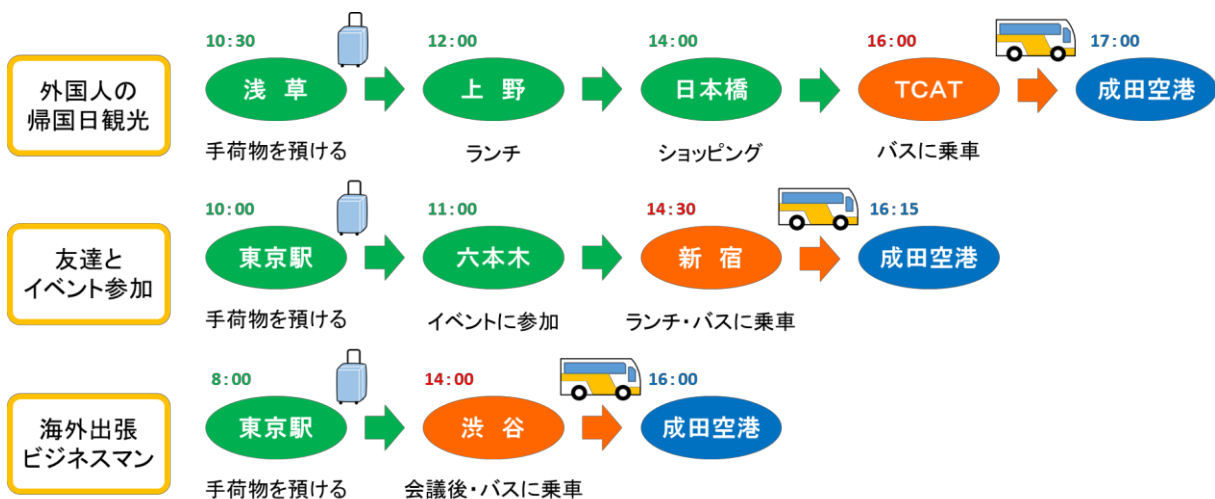 10:30
12:00
14:00
16:00
17:00
外国人の
帰国日観光
浅 草
上 野
日本橋
TCAT
成田空港
手荷物を預ける
ランチ
ショッピング
バスに乗車
10:00
11:00
14:30
16:15
友達と
イベント参加
東京駅
六本木
新 宿
成田空港
手荷物を預ける
イベントに参加
ランチ・バスに乗車
8:00
14:00
16:00
海外出張
ビジネスマン
東京駅
渋 谷
成田空港
手荷物を預ける
会議後・バスに乗車